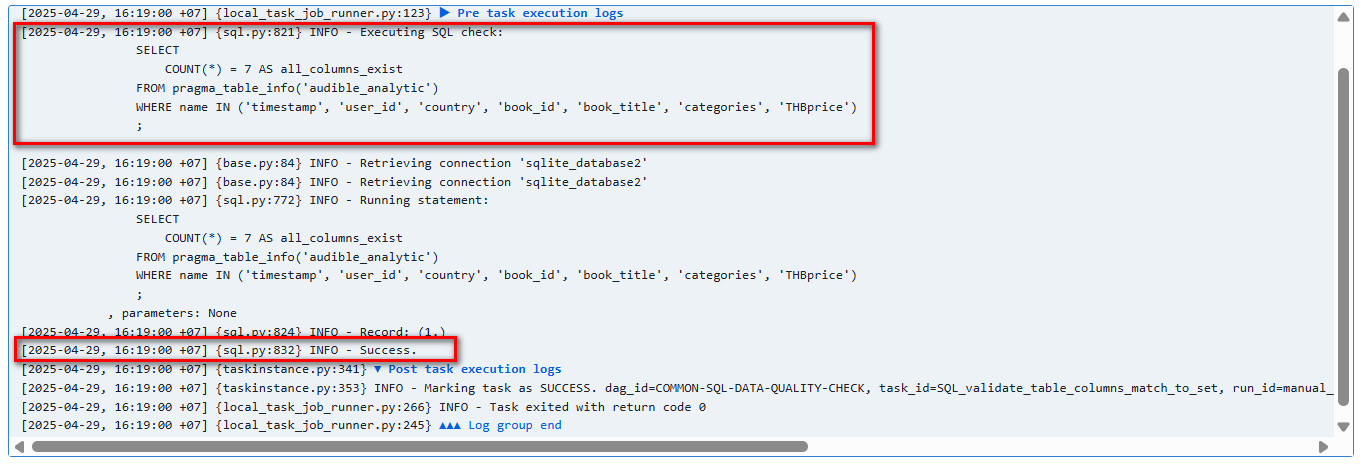 [2025-04-29, 16:19:00 +07] {local_task_job_runner.py:123} ▶ Pre task execution logs
[2025-04-29, 16:19:00 +07] {sql.py:821} INFO - Executing SQL check:
SELECT
COUNT(*) = 7 AS all_columns_exist
FROM pragma_table_info('audible_analytic')
WHERE name IN ('timestamp', 'user_id', 'country', 'book_id', 'book_title', 'categories', 'THBprice')
;
[2025-04-29, 16:19:00 +07] {base.py:84} INFO - Retrieving connection 'sqlite_database2'
[2025-04-29, 16:19:00 +07] {base.py:84} INFO - Retrieving connection 'sqlite_database2'
[2025-04-29, 16:19:00 +07] {sql.py:772} INFO - Running statement:
SELECT
COUNT(*) = 7 AS all_columns_exist
FROM pragma_table_info('audible_analytic')
WHERE name IN ('timestamp', 'user_id', 'country', 'book_id', 'book_title', 'categories', 'THBprice')
;
, parameters: None
[2025-04-29, 16:19:00 +07] {sql.py:824} INFO - Record: (1,)
[2025-04-29, 16:19:00 +07] {sql.py:832} INFO - Success.
[2025-04-29, 16:19:00 +07] {taskinstance.py:341} ▼ Post task execution logs
[2025-04-29, 16:19:00 +07] {taskinstance.py:353} INFO - Marking task as SUCCESS. dag_id=COMMON-SQL-DATA-QUALITY-CHECK, task_id=SQL_validate_table_columns_match_to_set, run_id=manual_
[2025-04-29, 16:19:00 +07] {local_task_job_runner.py:266} INFO - Task exited with return code 0
[2025-04-29, 16:19:00 +07] {local_task_job_runner.py:245} ▲▲▲ Log group end